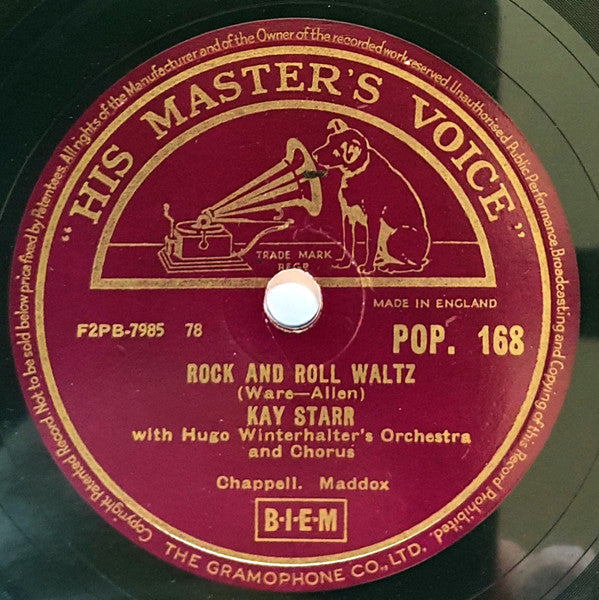 Copyright Patented Record Not to be sold below price fixed by Patentees. All rights of the Manufacturer and of the Owner of the recorded work reserved. Unauthorised Public Performance, Broadcasting and Copying of this Record Prohibited.
"HIS MASTER'S VOICE"
TRADE MARK
REGD
MADE IN ENGLAND
F2PB-7985 78
POP. 168
ROCK AND ROLL WALTZ
(Ware—Allen)
KAY STARR
with Hugo Winterhalter's Orchestra
and Chorus
Chappell. Maddox
B·I·E·M
THE GRAMOPHONE CO., LTD.